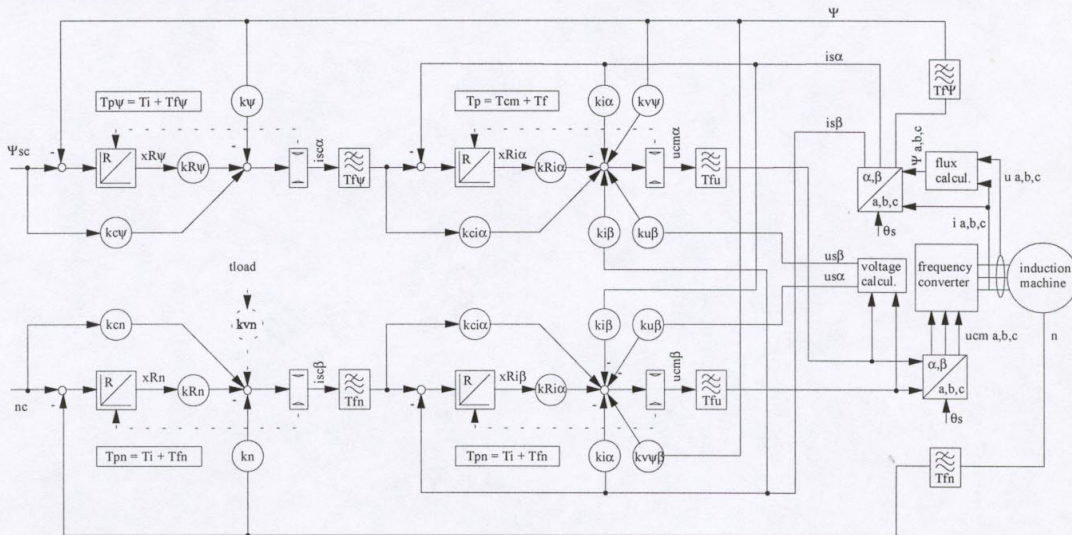 Ψ
isα
TfΨ
kψ
Tpψ = Ti + Tfψ
Tp = Tcm + Tf
kiα
kvψ
isβ
Ψsc
R
xRψ
kRψ
iscα
Tfψ
R
xRiα
kRiα
ucmα
Tfu
α,β
a,b,c
Ψ a,b,c
flux
calcul.
u a,b,c
kcψ
kciα
kiβ
kuβ
θs
i a,b,c
tload
usβ
usα
voltage
calcul.
frequency
converter
induction
machine
kcn
kvn
kciα
kiβ
kuβ
n
ucm a,b,c
nc
R
xRn
kRn
iscβ
Tfn
R
xRiβ
kRiα
ucmβ
Tfu
α,β
a,b,c
θs
Tpn = Ti + Tfn
kn
Tpn = Ti + Tfn
kiα
kvψβ
Tfn